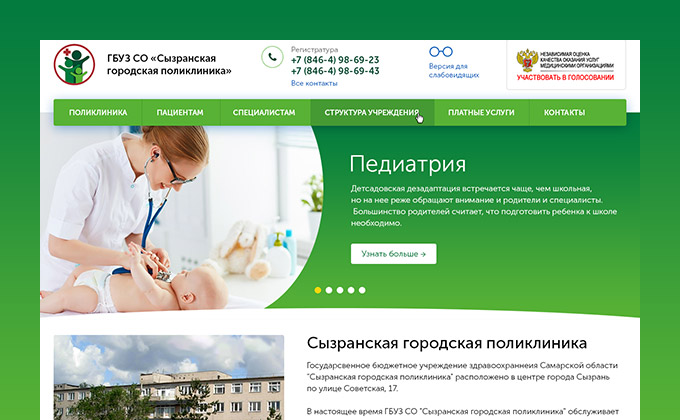 ГБУЗ СО «Сызранская
городская поликлиника»
Регистратура
+7 (846-4) 98-69-23
+7 (846-4) 98-69-43
Все контакты
Версия для
слабовидящих
НЕЗАВИСИМАЯ ОЦЕНКА
КАЧЕСТВА ОКАЗАНИЯ УСЛУГ
МЕДИЦИНСКИМИ ОРГАНИЗАЦИЯМИ
УЧАСТВОВАТЬ В ГОЛОСОВАНИИ
ПОЛИКЛИНИКА ПАЦИЕНТАМ СПЕЦИАЛИСТАМ СТРУКТУРА УЧРЕЖДЕНИЯ ПЛАТНЫЕ УСЛУГИ КОНТАКТЫ
Педиатрия
Детсадовская дезадаптация встречается чаще, чем школьная,
но на нее реже обращают внимание и родители и специалисты.
Большинство родителей считает, что подготовить ребенка к школе
необходимо.
Узнать больше →
Сызранская городская поликлиника
Государсвенное бюджетное учреждение здравоохраннеия Самарской области
"Сызранская городская поликлиника" расположено в центре города Сызрань
по улице Советская, 17.
В настоящее время ГБУЗ СО "Сызранская городская поликлиника" обслуживает